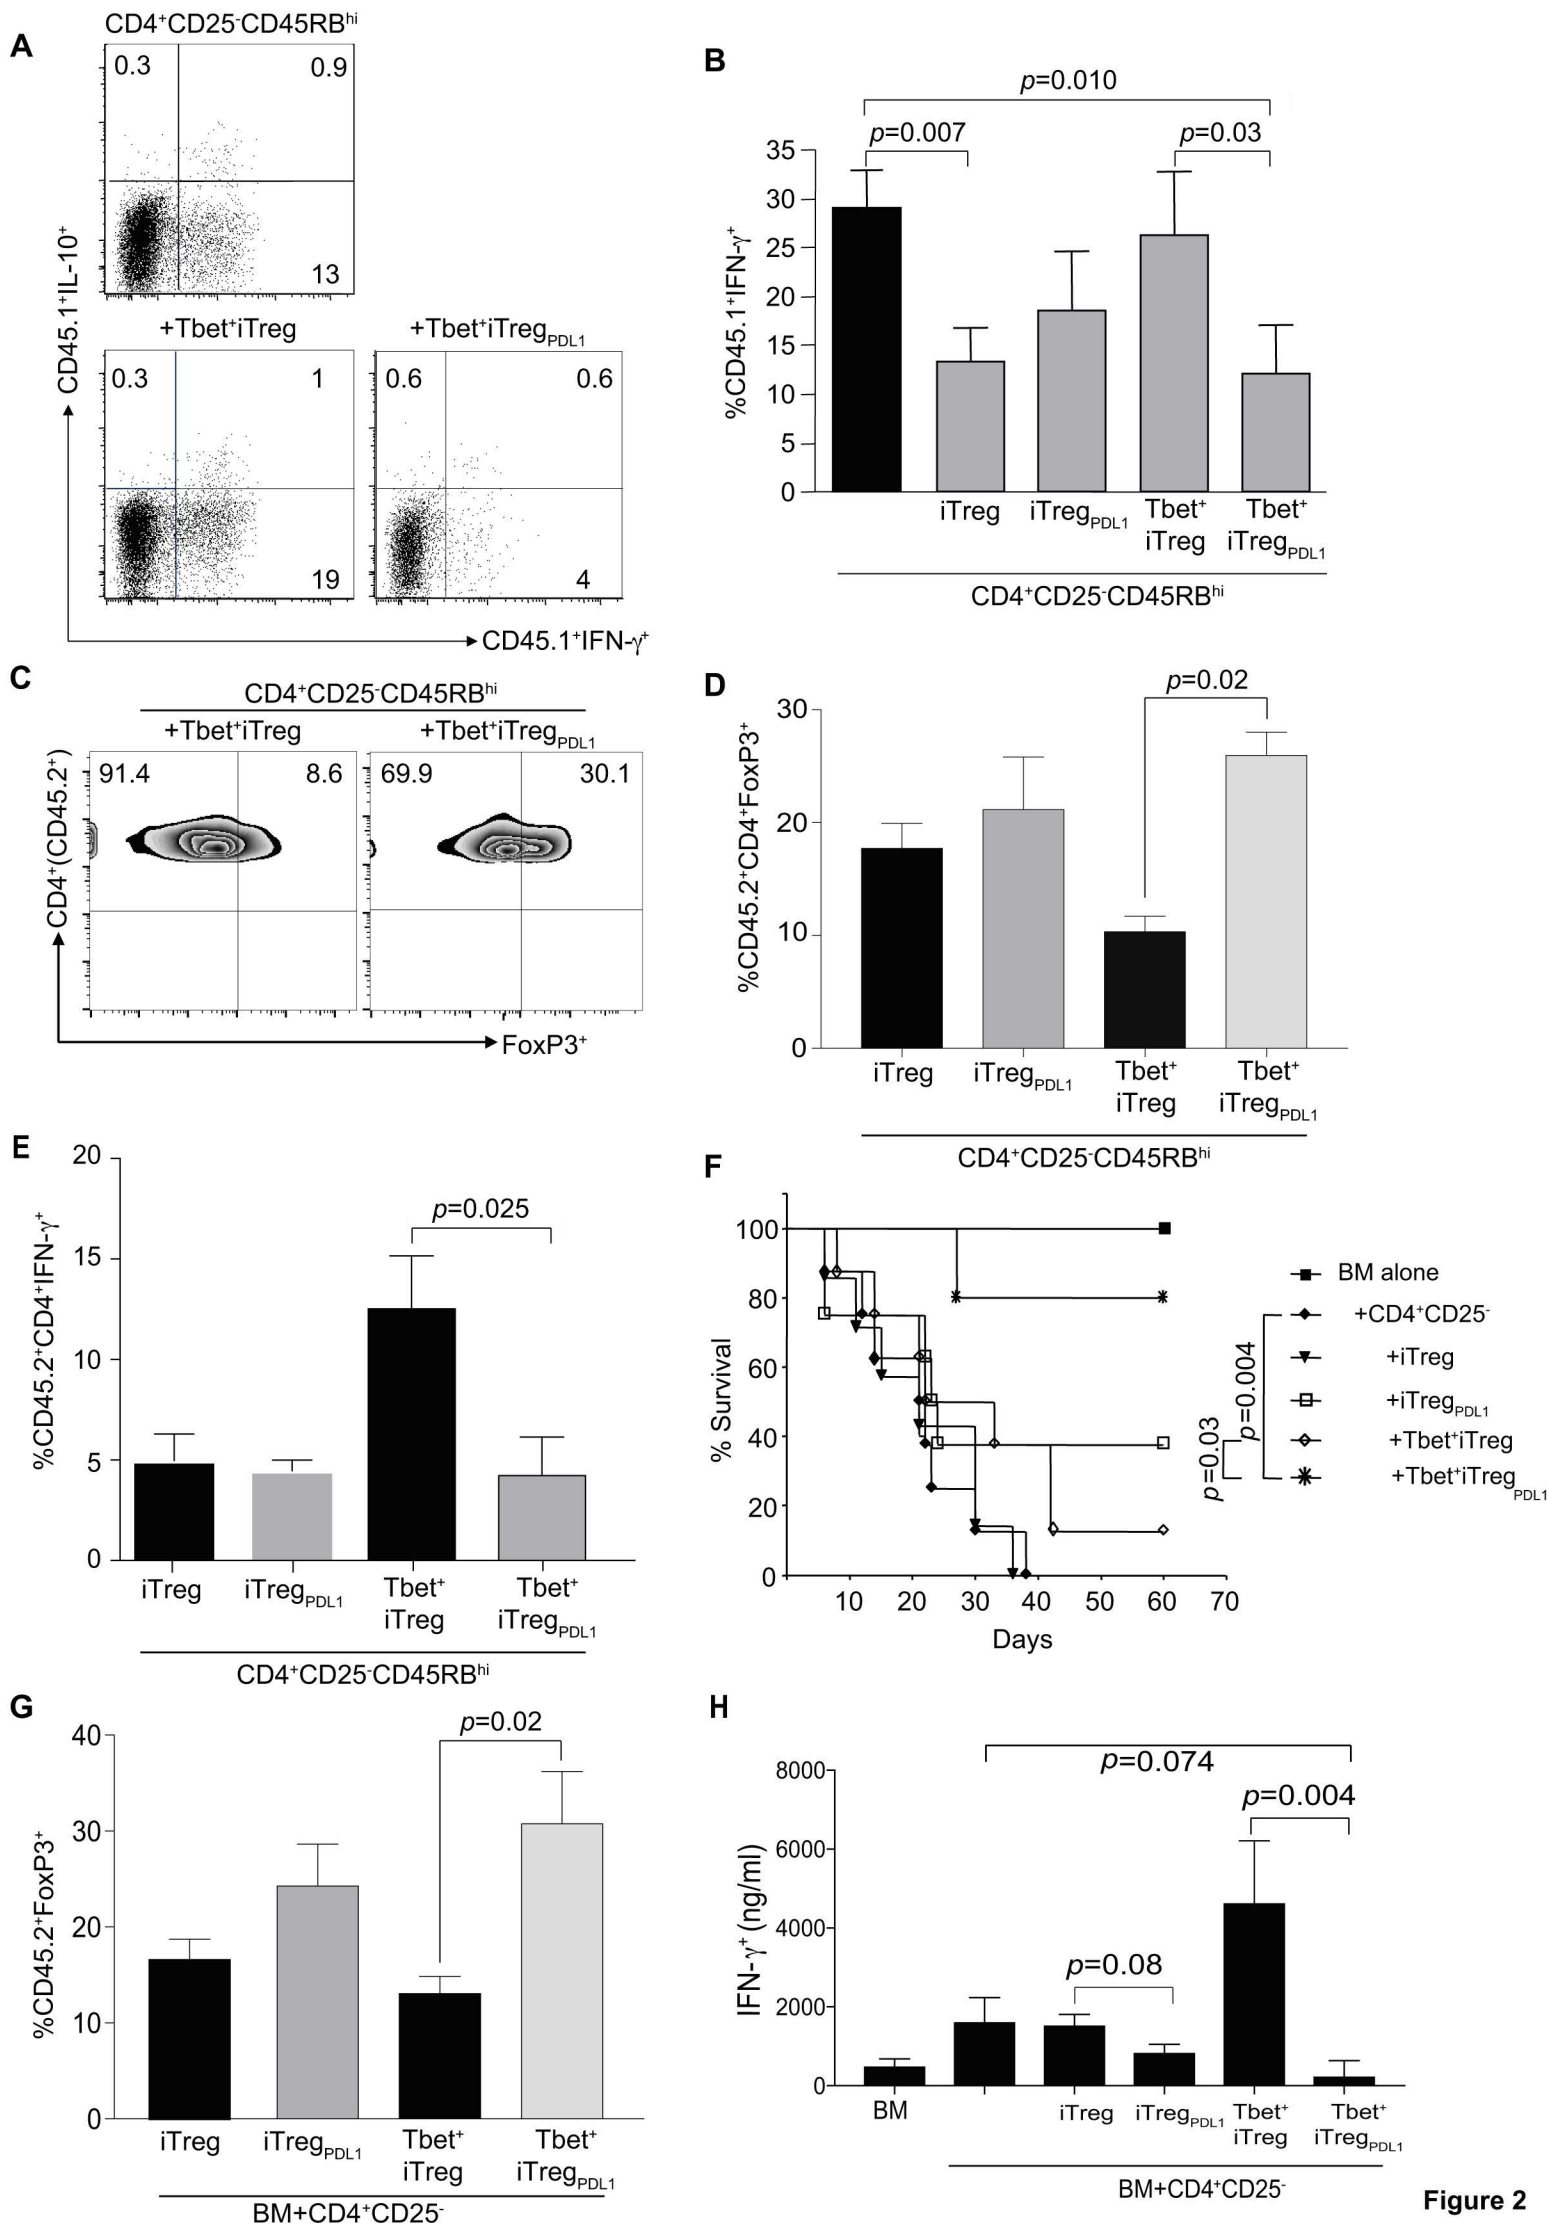 A
CD4⁺CD25⁻CD45RBʰⁱ
0.3 0.9
13
+Tbet⁺iTreg
0.3 1
19
+Tbet⁺iTregPDL1
0.6 0.6
4
CD45.1⁺IL-10⁺
CD45.1⁺IFN-γ⁺
B
p=0.010
p=0.007
p=0.03
%CD45.1⁺IFN-γ⁺
35
30
25
20
15
10
5
0
iTreg iTregPDL1 Tbet⁺ Tbet⁺
iTreg iTregPDL1
CD4⁺CD25⁻CD45RBʰⁱ
C
CD4⁺CD25⁻CD45RBʰⁱ
+Tbet⁺iTreg +Tbet⁺iTregPDL1
91.4 8.6
69.9 30.1
CD4⁺(CD45.2⁺)
FoxP3⁺
D
p=0.02
%CD45.2⁺CD4⁺FoxP3⁺
30
20
10
0
iTreg iTregPDL1 Tbet⁺ Tbet⁺
iTreg iTregPDL1
CD4⁺CD25⁻CD45RBʰⁱ
E
p=0.025
%CD45.2⁺CD4⁺IFN-γ⁺
20
15
10
5
0
iTreg iTregPDL1 Tbet⁺ Tbet⁺
iTreg iTregPDL1
CD4⁺CD25⁻CD45RBʰⁱ
F
% Survival
100
80
60
40
20
0
10 20 30 40 50 60 70
Days
BM alone
+CD4⁺CD25⁻
+iTreg
+iTregPDL1
+Tbet⁺iTreg
+Tbet⁺iTregPDL1
p=0.004
p=0.03
G
p=0.02
%CD45.2⁺FoxP3⁺
40
30
20
10
0
iTreg iTregPDL1 Tbet⁺ Tbet⁺
iTreg iTregPDL1
BM+CD4⁺CD25⁻
H
p=0.074
p=0.004
p=0.08
IFN-γ⁺ (ng/ml)
8000
6000
4000
2000
0
BM iTreg iTregPDL1 Tbet⁺ Tbet⁺
iTreg iTregPDL1
BM+CD4⁺CD25⁻
Figure 2